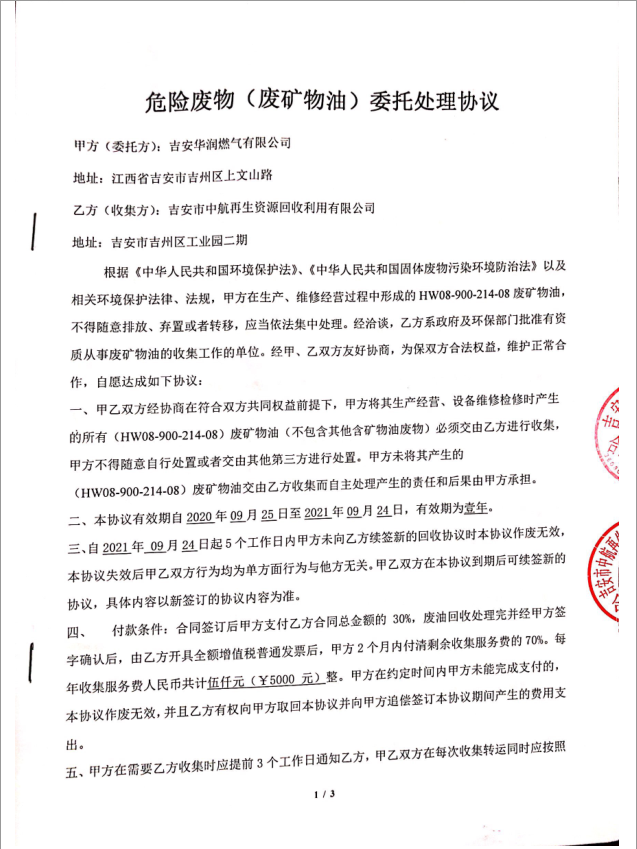 危险废物（废矿物油）委托处理协议
甲方（委托方）：吉安华润燃气有限公司
地址：江西省吉安市吉州区上文山路
乙方（收集方）：吉安市中航再生资源回收利用有限公司
地址：吉安市吉州区工业园二期
根据《中华人民共和国环境保护法》、《中华人民共和国固体废物污染环境防治法》以及
相关环境保护法律、法规，甲方在生产、维修经营过程中形成的 HW08-900-214-08 废矿物油，
不得随意排放、弃置或者转移，应当依法集中处理。经洽谈，乙方系政府及环保部门批准有资
质从事废矿物油的收集工作的单位。经甲、乙双方友好协商，为保双方合法权益，维护正常合
作，自愿达成如下协议：
一、甲乙双方经协商在符合双方共同权益前提下，甲方将其生产经营、设备维修检修时产生
的所有（HW08-900-214-08）废矿物油（不包含其他含矿物油废物）必须交由乙方进行收集，
甲方不得随意自行处置或者交由其他第三方进行处置。甲方未将其产生的
（HW08-900-214-08）废矿物油交由乙方收集而自主处理产生的责任和后果由甲方承担。
二、本协议有效期自 2020 年 09 月 25 日至 2021 年 09 月 24 日，有效期为壹年。
三、自 2021 年 09 月 24 日起 5 个工作日内甲方未向乙方续签新的回收协议时本协议作废无效，
本协议失效后甲乙双方行为均为单方面行为与他方无关。甲乙双方在本协议到期后可续签新的
协议，具体内容以新签订的协议内容为准。
四、 付款条件：合同签订后甲方支付乙方合同总金额的 30%，废油回收处理完并经甲方签
字确认后，由乙方开具全额增值税普通发票后，甲方 2 个月内付清剩余收集服务费的 70%。每
年收集服务费人民币共计伍仟元（￥5000 元）整。甲方在约定时间内甲方未能完成支付的，
本协议作废无效，并且乙方有权向甲方取回本协议并向甲方追偿签订本协议期间产生的费用支
出。
五、甲方在需要乙方收集时应提前 3 个工作日通知乙方，甲乙双方在每次收集转运同时应按照
1 / 3
吉安
吉安市中航再